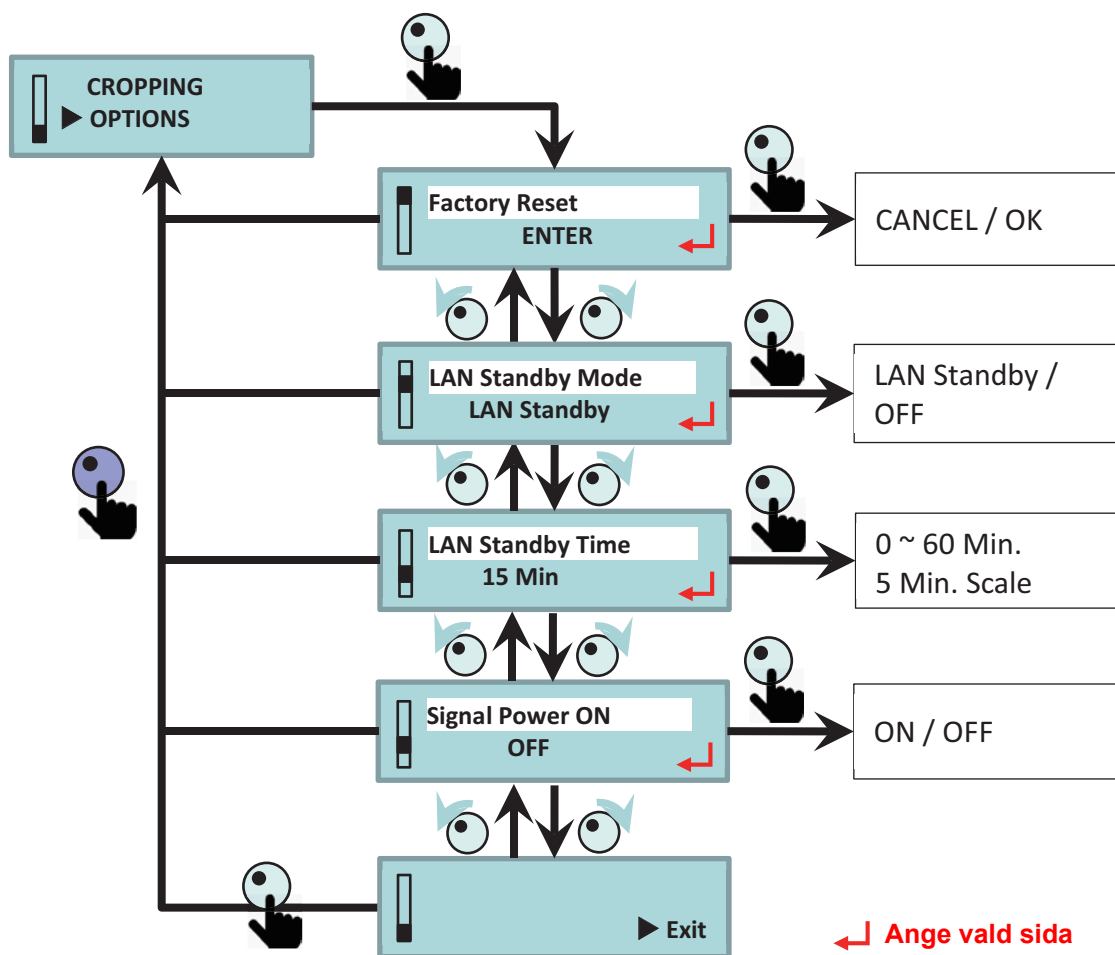 CROPPING
▶ OPTIONS
Factory Reset
ENTER
CANCEL / OK
LAN Standby Mode
LAN Standby
LAN Standby /
OFF
LAN Standby Time
15 Min
0 ~ 60 Min.
5 Min. Scale
Signal Power ON
OFF
ON / OFF
▶ Exit
Ange vald sida